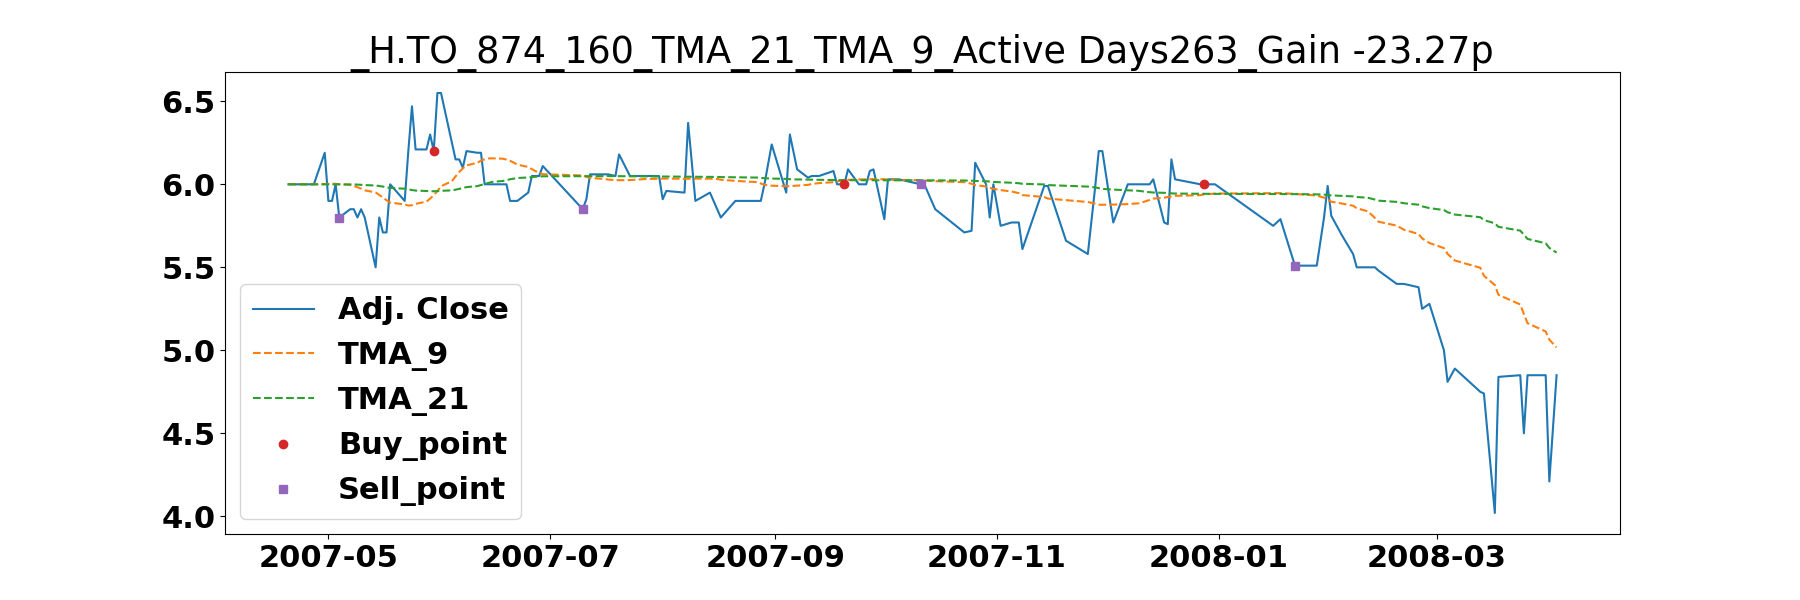 _H.TO_874_160_TMA_21_TMA_9_Active Days263_Gain -23.27p
6.5
6.0
5.5
5.0
4.5
4.0
Adj. Close
TMA_9
TMA_21
Buy_point
Sell_point
2007-05 2007-07 2007-09 2007-11 2008-01 2008-03